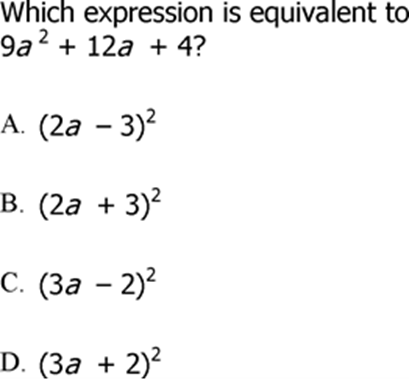 Which expression is equivalent to
9a² + 12a + 4?
A. (2a − 3)²
B. (2a + 3)²
C. (3a − 2)²
D. (3a + 2)²